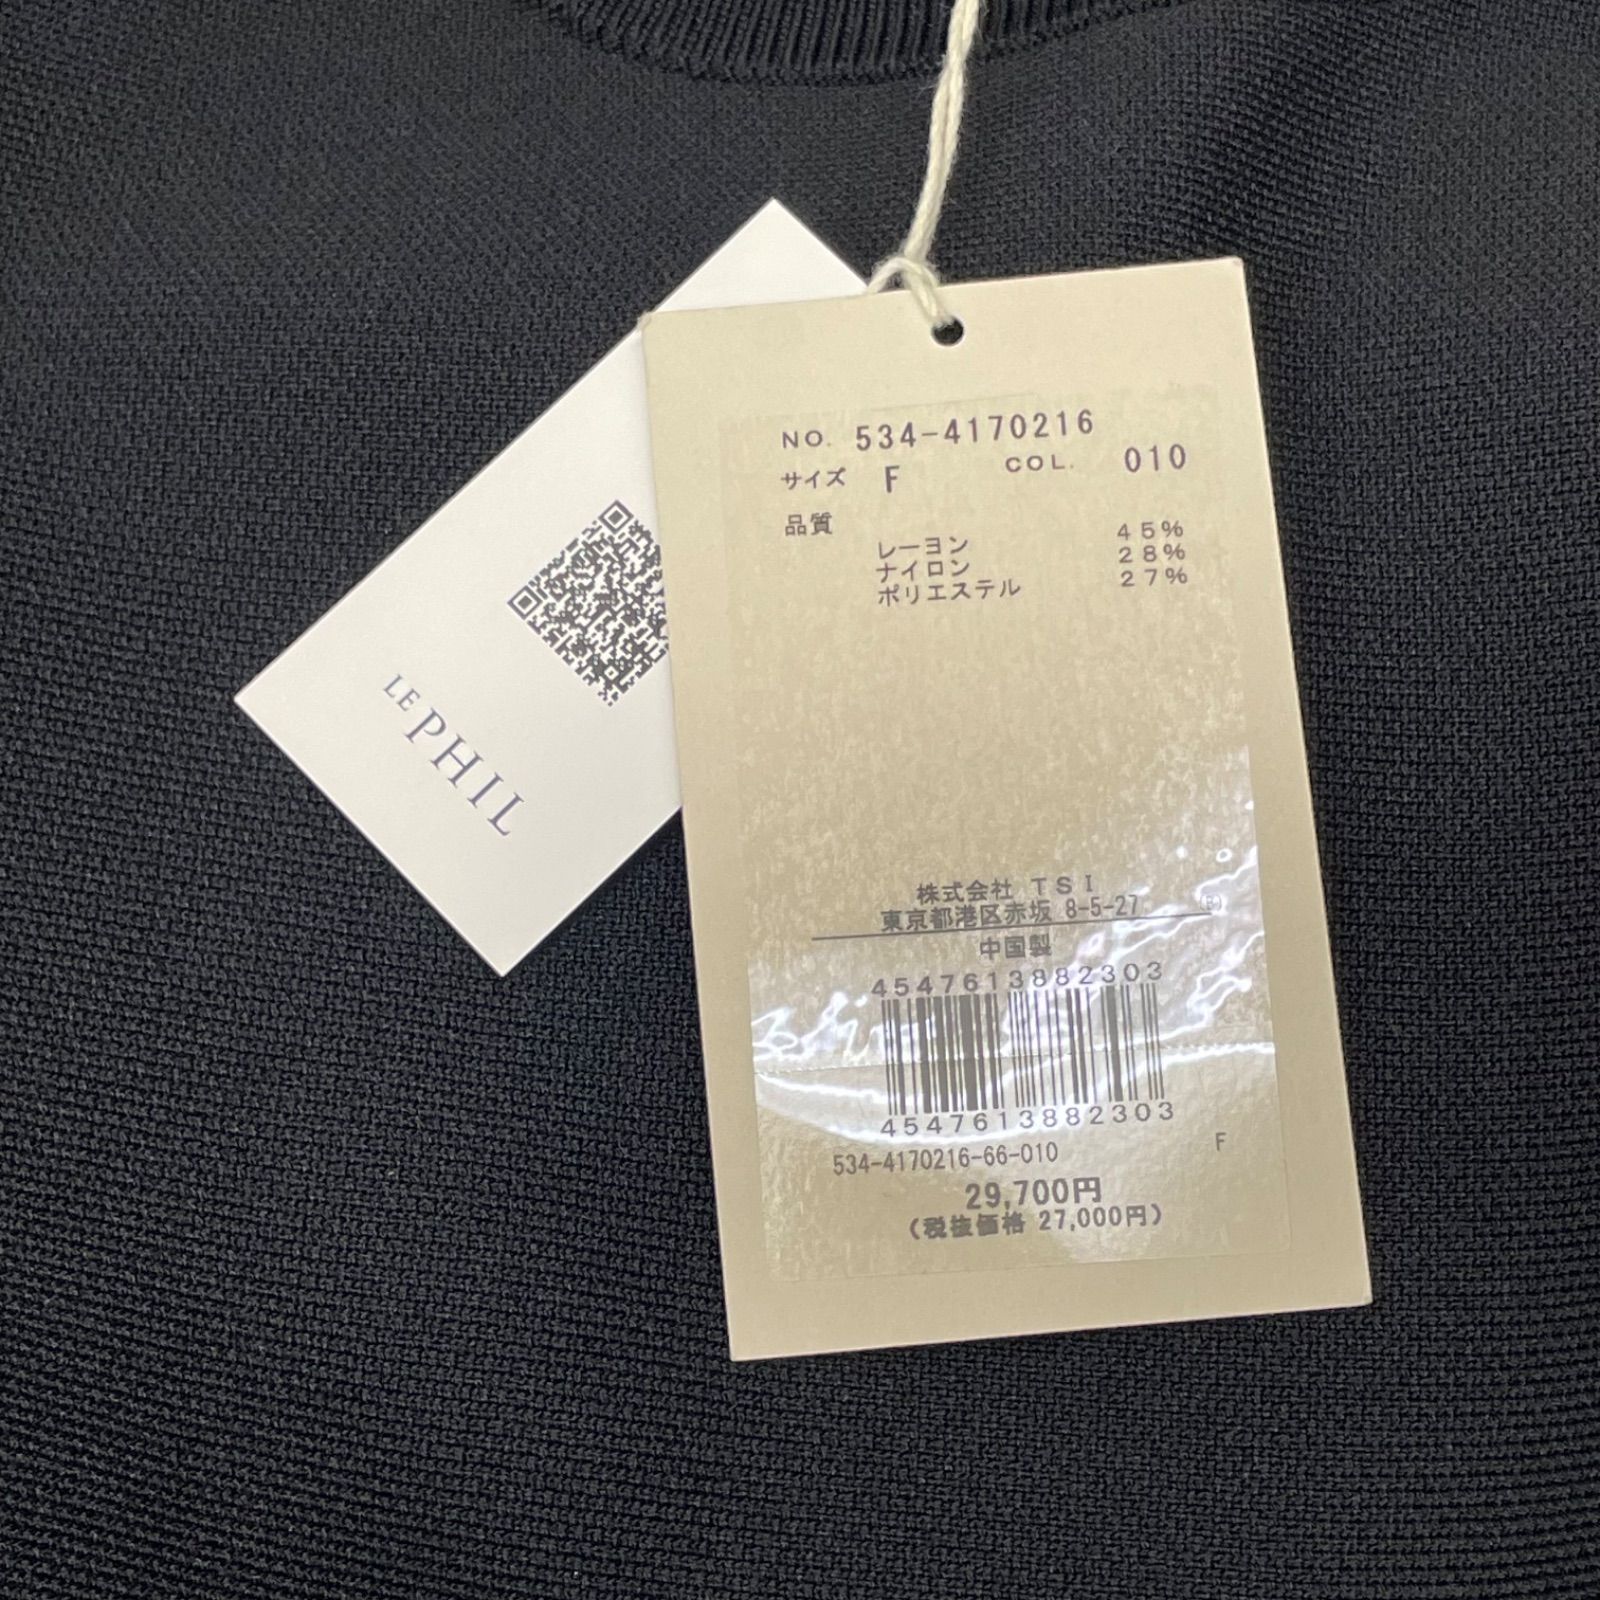 LE PHIL
NO. 534-4170216
サイズ F COL. 010
品質
レーヨン 45%
ナイロン 28%
ポリエステル 27%
株式会社 TSI
東京都港区赤坂 8-5-27
中国製
4547613882303
4547613882303
534-4170216-66-010 F
29,700円
(税抜価格 27,000円)